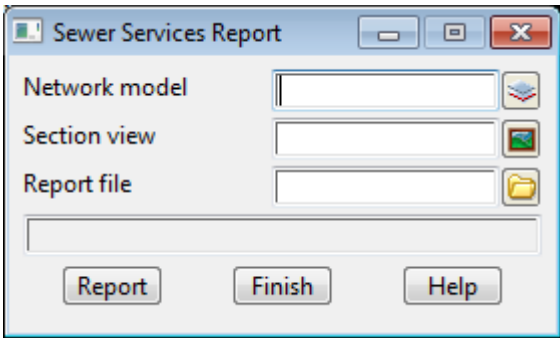 Sewer Services Report
Network model
Section view
Report file
Report Finish Help